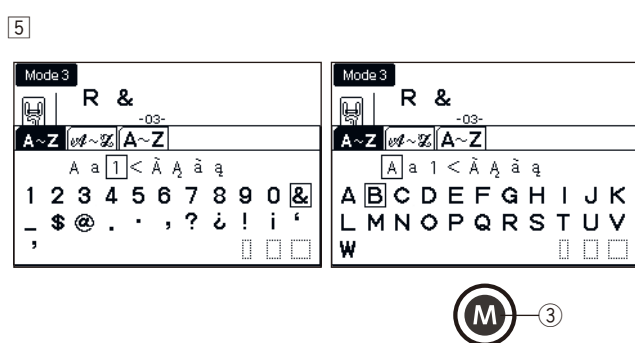 5
Mode 3
R &
-03-
A~Z A~Z A~Z
A a 1 < À Ą à ą
1 2 3 4 5 6 7 8 9 0 &
_ $ @ . · , ? ¿ ! ¡ ‘
’
Mode 3
R &
-03-
A~Z A~Z A~Z
A a 1 < À Ą à ą
A B C D E F G H I J K
L M N O P Q R S T U V
W
M ③